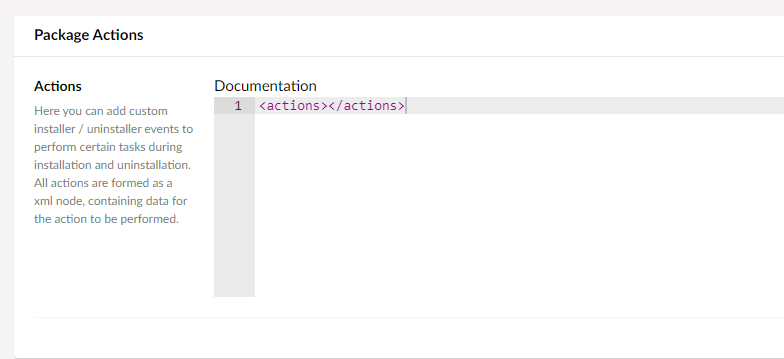 Package Actions
Actions
Here you can add custom
installer / uninstaller events to
perform certain tasks during
installation and uninstallation.
All actions are formed as a
xml node, containing data for
the action to be performed.
Documentation
1 <actions></actions>